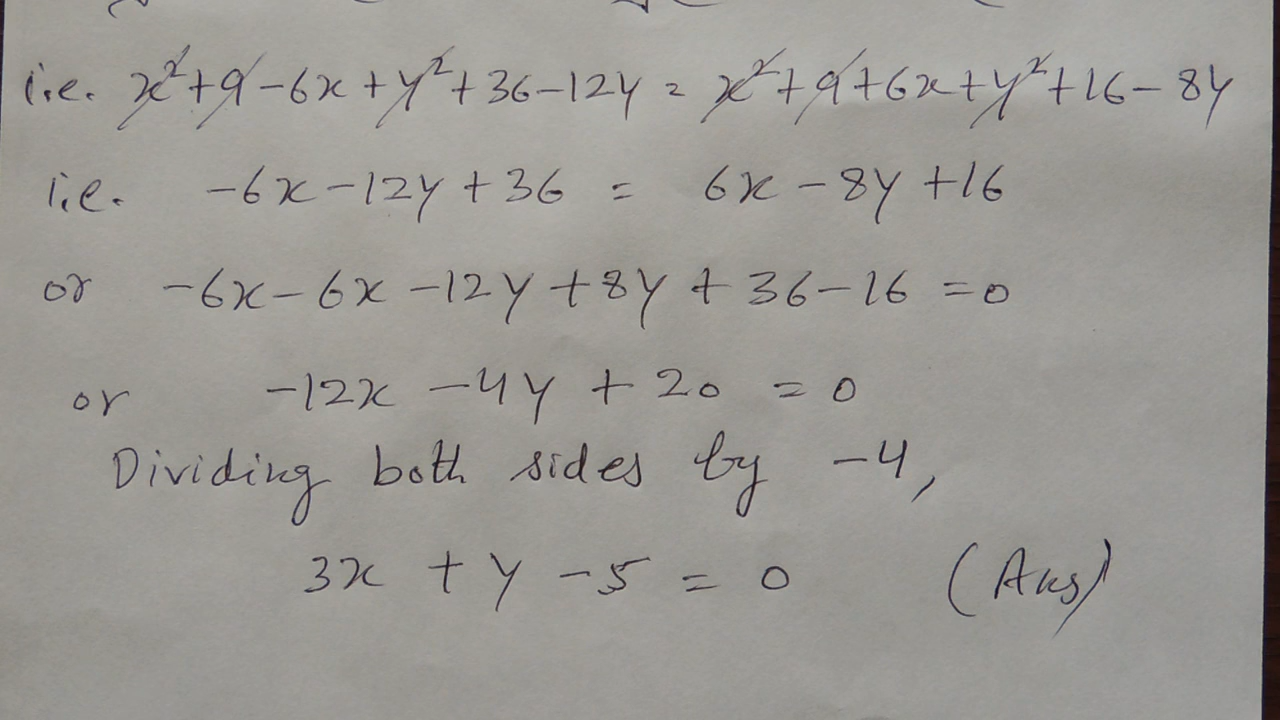 i.e. x²+9-6x+y²+36-12y = x²+9+6x+y²+16-8y
i.e. -6x-12y+36 = 6x-8y+16
or -6x-6x-12y+8y+36-16=0
or -12x-4y+20=0
Dividing both sides by -4,
3x+y-5=0 (Ans)